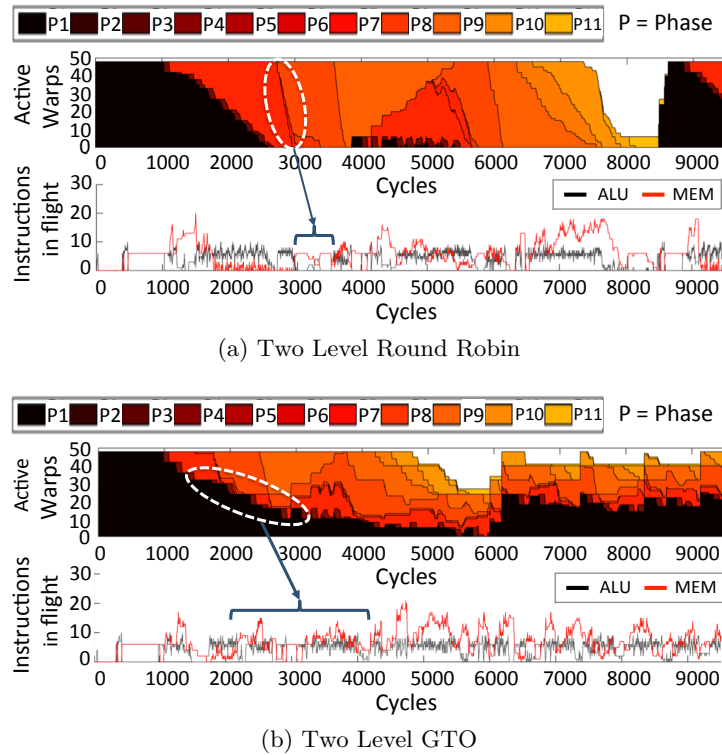 P1 P2 P3 P4 P5 P6 P7 P8 P9 P10 P11 P = Phase
Active
Warps
50
40
30
20
10
0
0 1000 2000 3000 4000 5000 6000 7000 8000 9000
Cycles
ALU MEM
Instructions
in flight
30
20
10
0
0 1000 2000 3000 4000 5000 6000 7000 8000 9000
Cycles
(a) Two Level Round Robin
P1 P2 P3 P4 P5 P6 P7 P8 P9 P10 P11 P = Phase
Active
Warps
50
40
30
20
10
0
0 1000 2000 3000 4000 5000 6000 7000 8000 9000
Cycles
ALU MEM
Instructions
in flight
30
20
10
0
0 1000 2000 3000 4000 5000 6000 7000 8000 9000
Cycles
(b) Two Level GTO